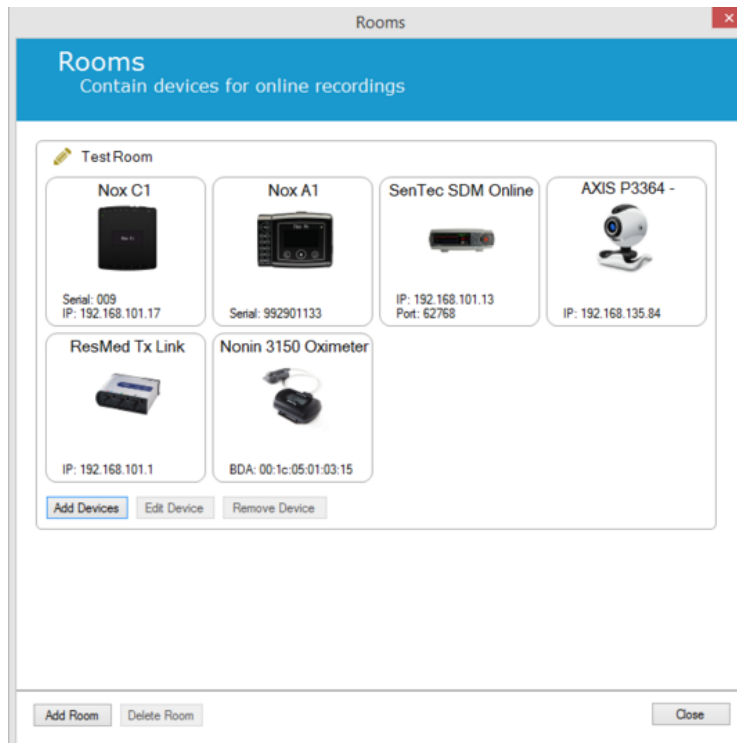 Rooms
Rooms
Contain devices for online recordings
Test Room
Nox C1
Serial: 009
IP: 192.168.101.17
Nox A1
Serial: 992901133
SenTec SDM Online
IP: 192.168.101.13
Port: 62768
AXIS P3364 -
IP: 192.168.135.84
ResMed Tx Link
IP: 192.168.101.1
Nonin 3150 Oximeter
BDA: 00:1c:05:01:03:15
Add Devices
Edit Device
Remove Device
Add Room
Delete Room
Close